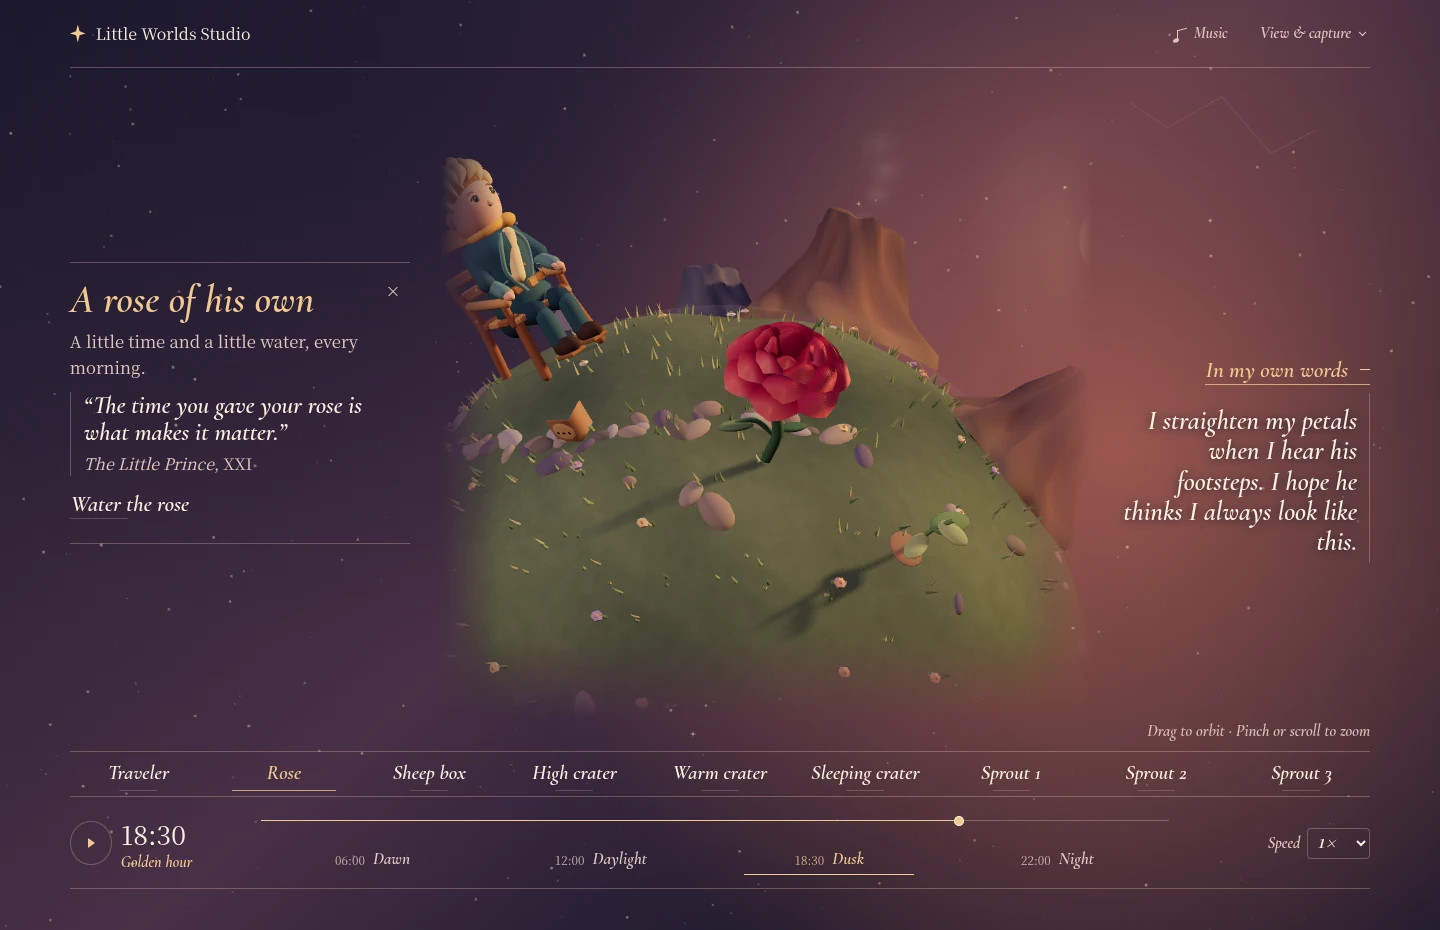 Little Worlds Studio
Music
View & capture
A rose of his own
×
A little time and a little water, every
morning.
“The time you gave your rose is
what makes it matter.”
The Little Prince, XXI
Water the rose
In my own words –
I straighten my petals
when I hear his
footsteps. I hope he
thinks I always look like
this.
Drag to orbit · Pinch or scroll to zoom
Traveler
Rose
Sheep box
High crater
Warm crater
Sleeping crater
Sprout 1
Sprout 2
Sprout 3
18:30
Golden hour
06:00 Dawn
12:00 Daylight
18:30 Dusk
22:00 Night
Speed 1×